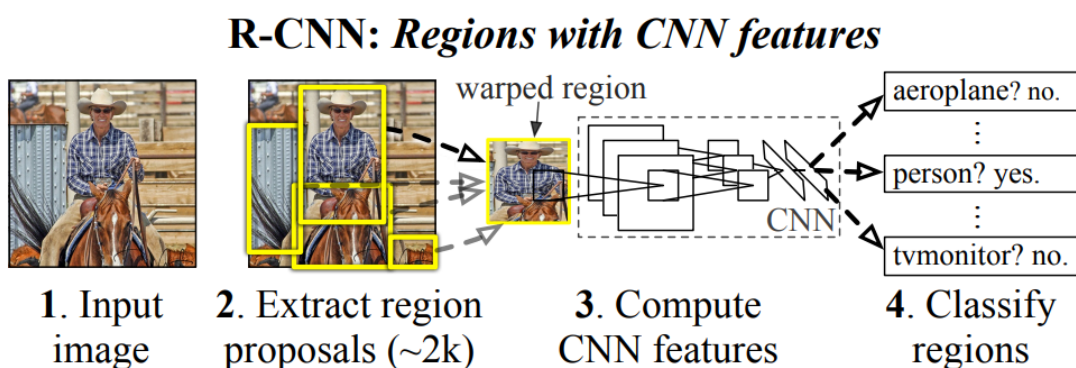 R-CNN: Regions with CNN features
warped region
aeroplane? no.
⋮
person? yes.
⋮
tvmonitor? no.
CNN
1. Input
image
2. Extract region
proposals (~2k)
3. Compute
CNN features
4. Classify
regions